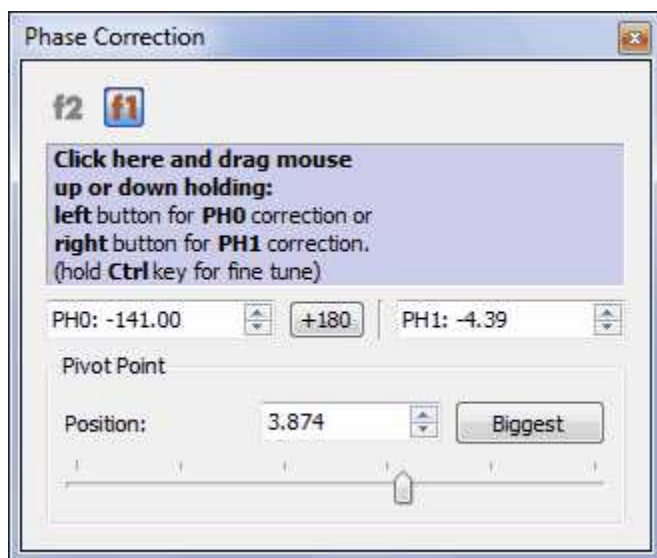 Phase Correction
f2 f1
Click here and drag mouse
up or down holding:
left button for PH0 correction or
right button for PH1 correction.
(hold Ctrl key for fine tune)
PH0: -141.00 +180 PH1: -4.39
Pivot Point
Position: 3.874 Biggest